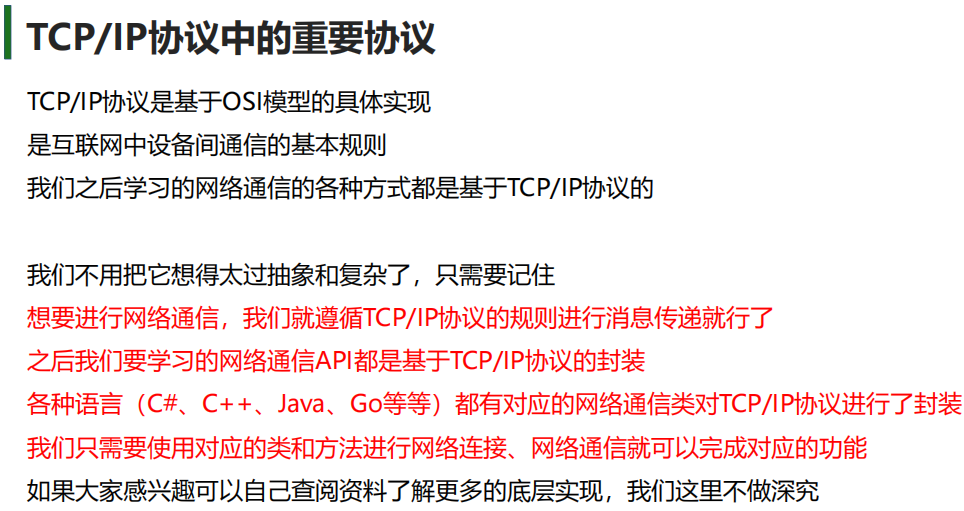 TCP/IP协议中的重要协议
TCP/IP协议是基于OSI模型的具体实现
是互联网中设备间通信的基本规则
我们之后学习的网络通信的各种方式都是基于TCP/IP协议的
我们不用把它想得太过抽象和复杂了，只需要记住
想要进行网络通信，我们就遵循TCP/IP协议的规则进行消息传递就行了
之后我们要学习的网络通信API都是基于TCP/IP协议的封装
各种语言（C#、C++、Java、Go等等）都有对应的网络通信类对TCP/IP协议进行了封装
我们只需要使用对应的类和方法进行网络连接、网络通信就可以完成对应的功能
如果大家感兴趣可以自己查阅资料了解更多的底层实现，我们这里不做深究